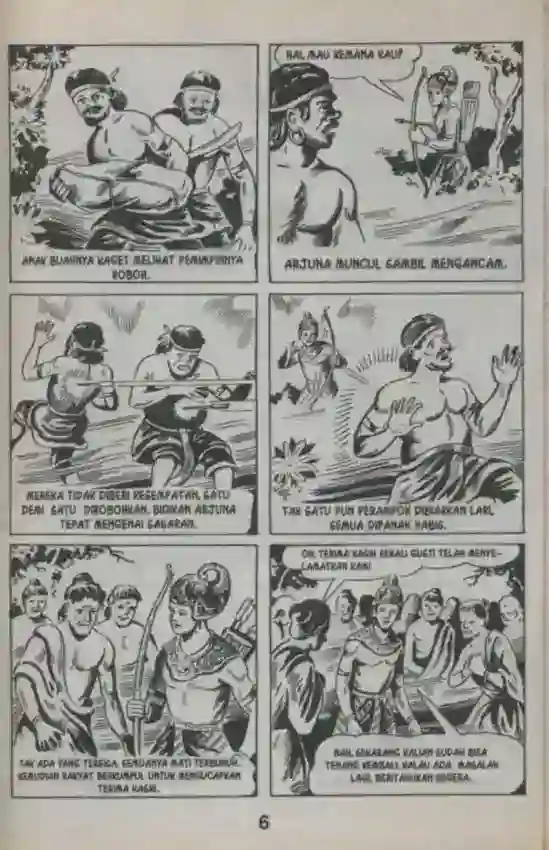 ANAK BUAHNYA KAGET MELIHAT PEMIMPINNYA
ROBOH.
HAI, MAU KEMANA KAU?
ARJUNA MUNCUL SAMBIL MENGANCAM.
MEREKA TIDAK DIBERI KESEMPATAN. SATU
DEMI SATU DIROBOHKAN. BIDIKAN ARJUNA
TEPAT MENGENAI SASARAN.
TAK SATU PUN PERAMPOK DIBIARKAN LARI,
SEMUA DIPANAH HABIS.
TAK ADA YANG TERSISA. SEMUANYA MATI TERBUNUH.
KEMUDIAN RAKYAT BERKUMPUL UNTUK MENGUCAPKAN
TERIMA KASIH.
OH, TERIMA KASIH SEKALI GUSTI TELAH MENYE-
LAMATKAN KAMI
NAH, SEKARANG KALIAN SUDAH BISA
TENANG KEMBALI. KALAU ADA MASALAH
LAGI, BERITAHUKAN SEGERA.
6